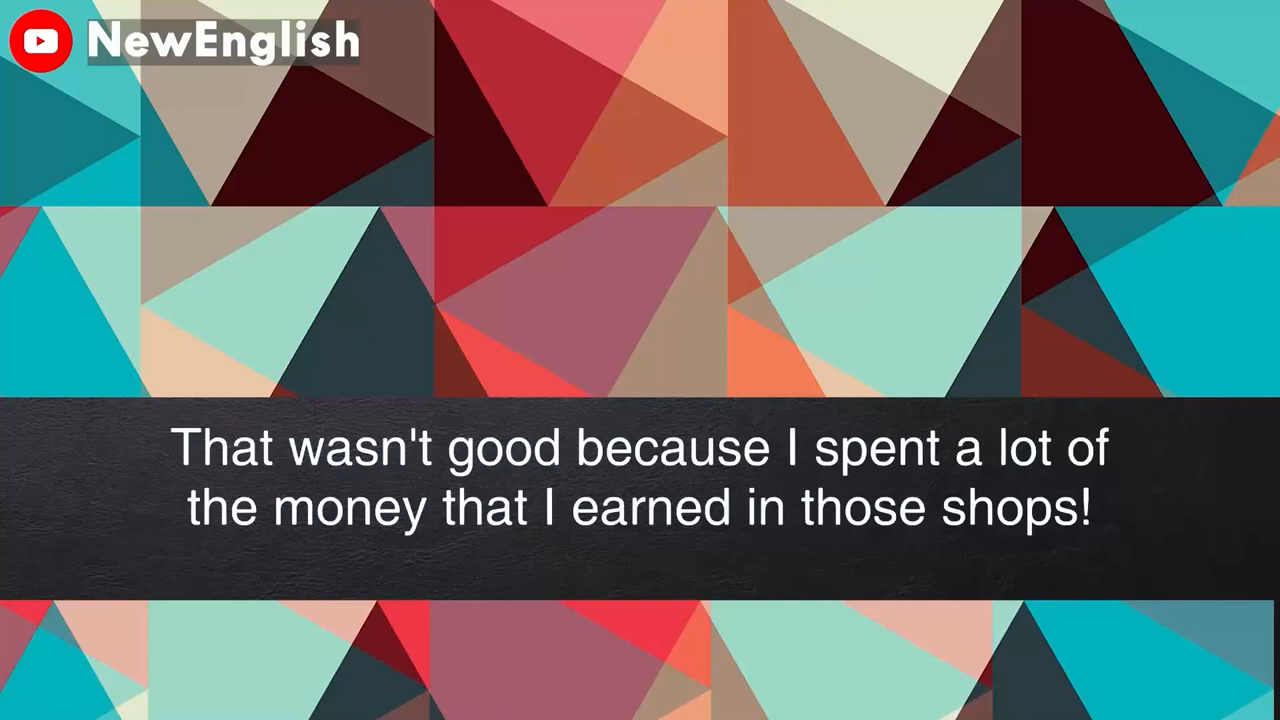 NewEnglish
That wasn't good because I spent a lot of
the money that I earned in those shops!